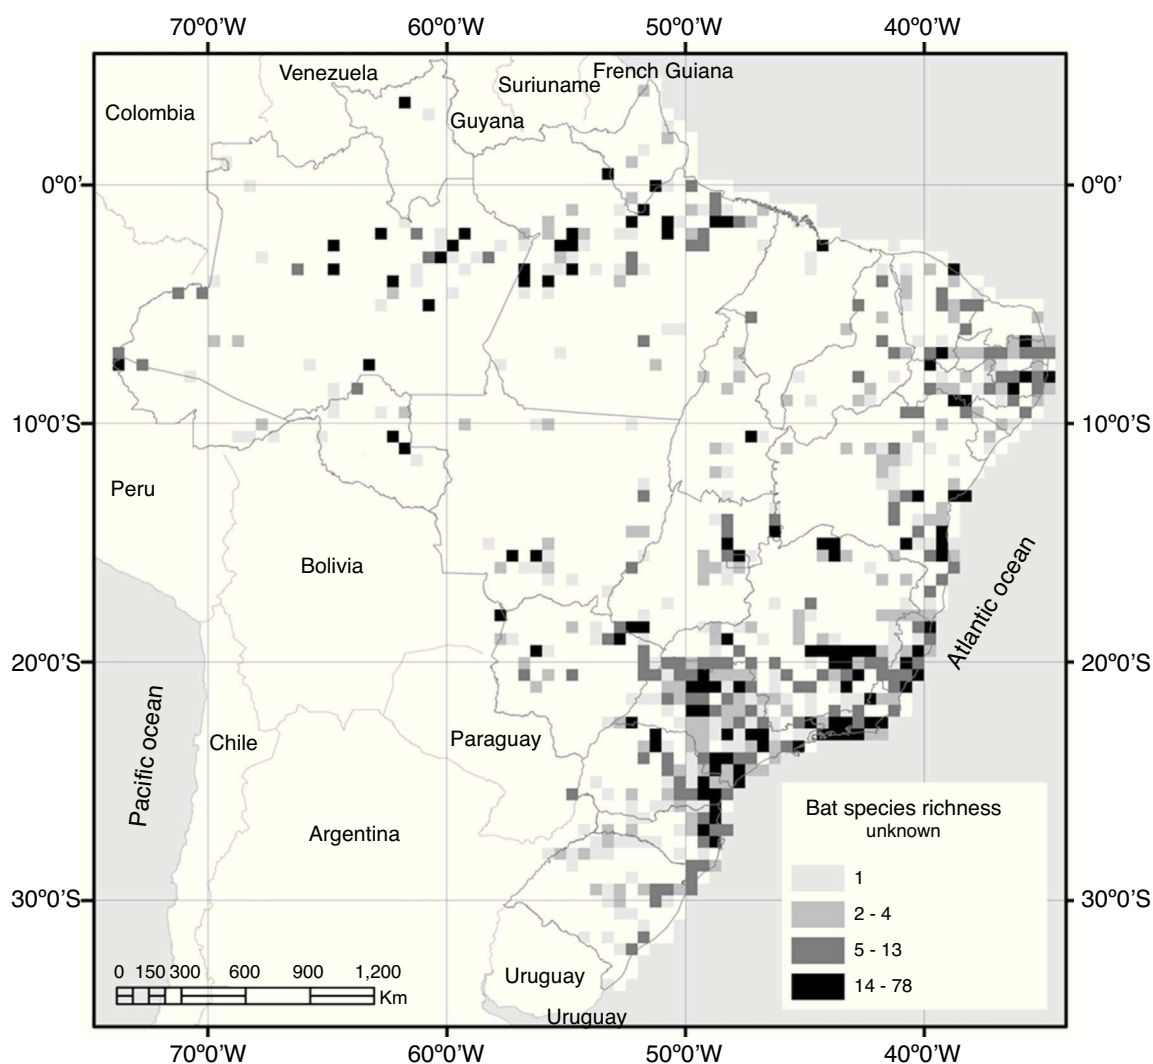 70º0'W 60º0'W 50º0'W 40º0'W
Venezuela
French Guiana
Suriuname
Colombia
Guyana
0º0' 0º0'
10º0'S 10º0'S
Peru
Bolivia
Atlantic ocean
20º0'S 20º0'S
Pacific ocean
Chile
Paraguay
Argentina
Bat species richness
unknown
1
2 - 4
5 - 13
14 - 78
30º0'S 30º0'S
0 150 300 600 900 1,200
Km
Uruguay
Uruguay
70º0'W 60º0'W 50º0'W 40º0'W